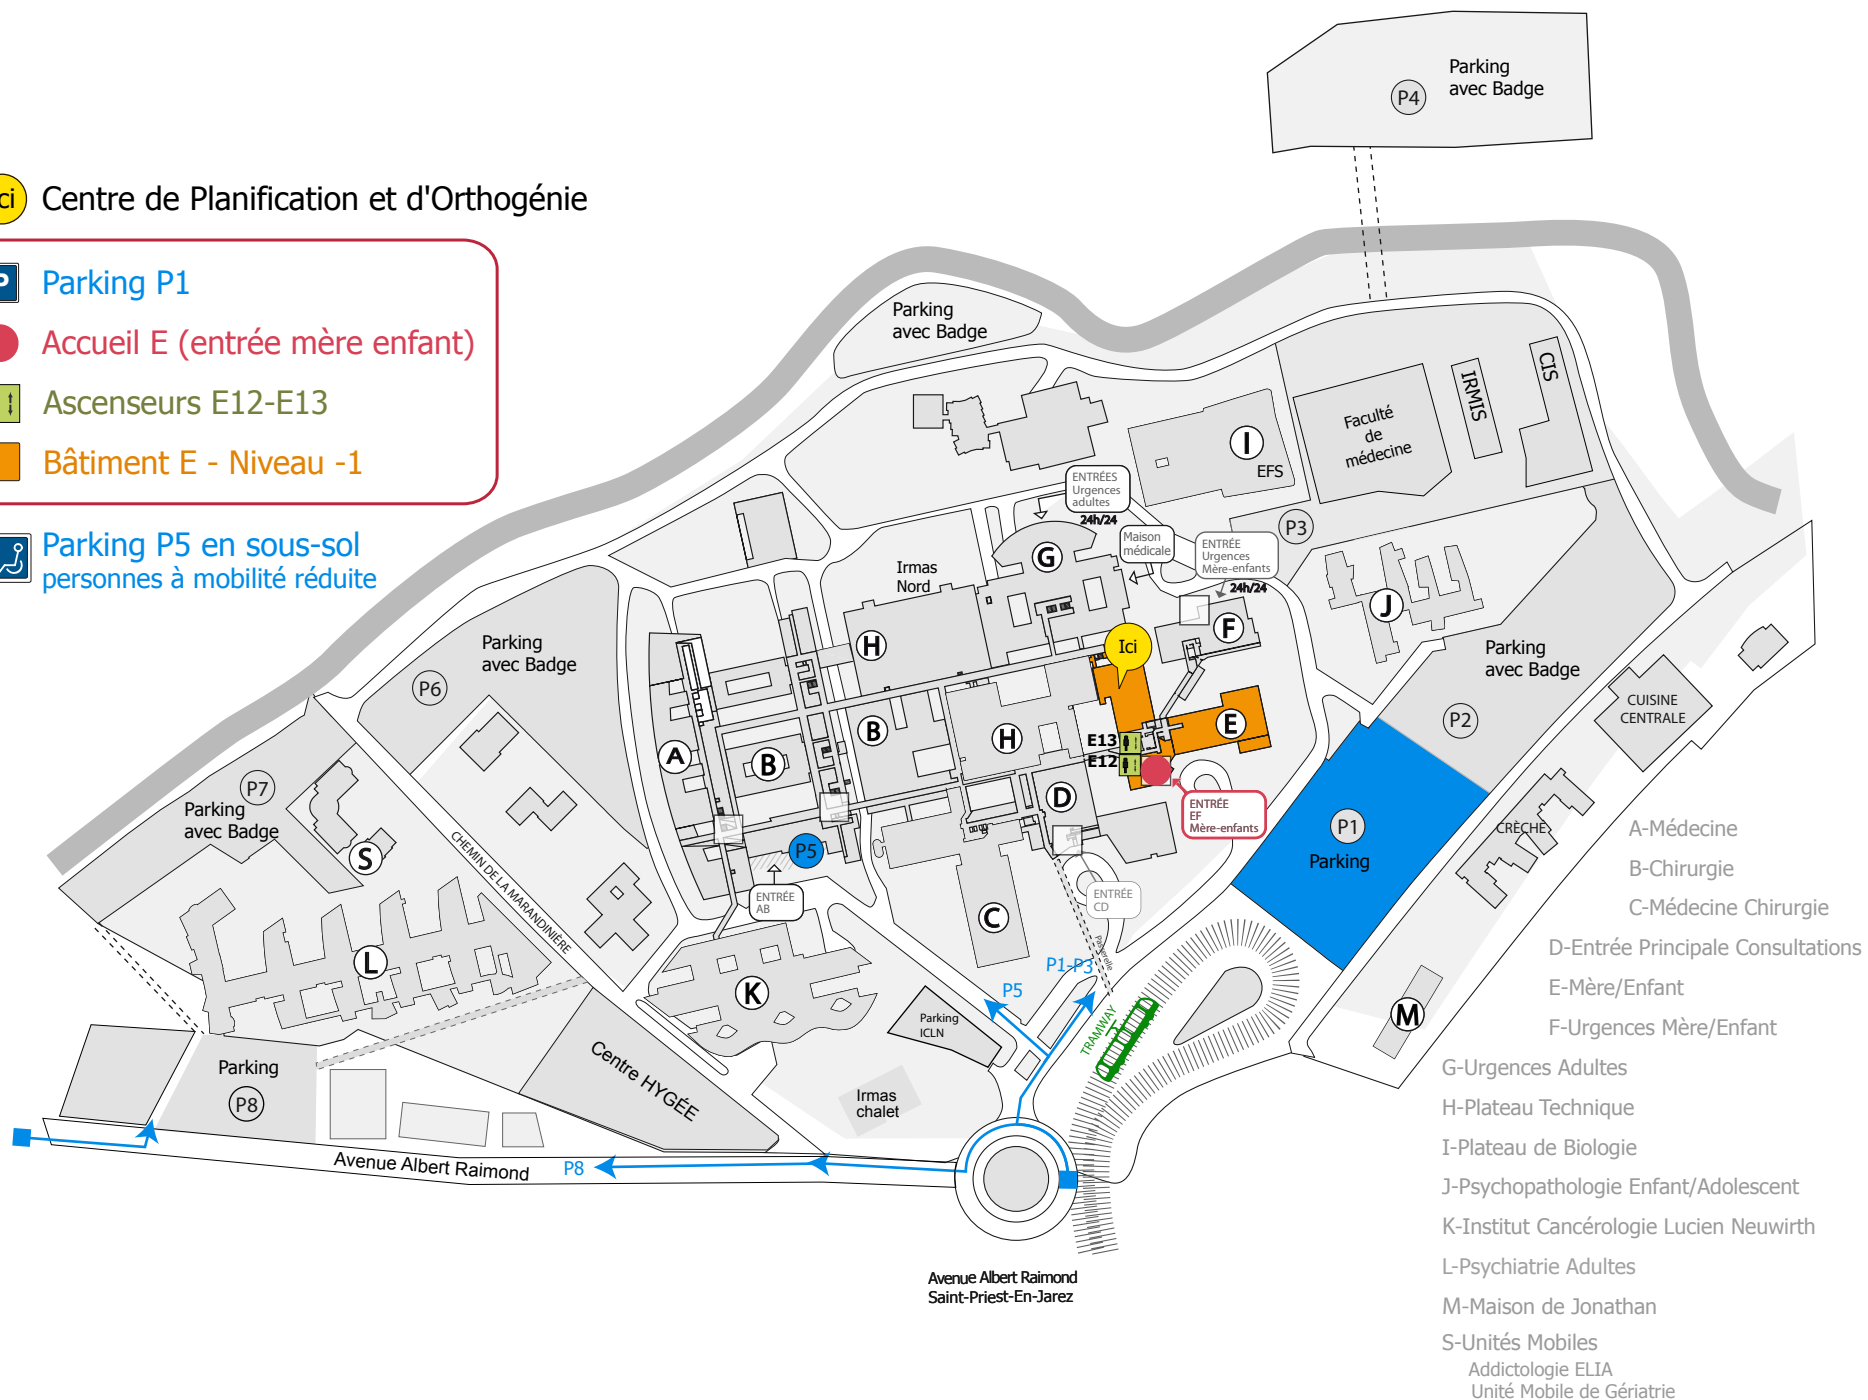 Parking
avec Badge
P4
ci
Centre de Planification et d'Orthogénie
P
Parking P1
Accueil E (entrée mère enfant)
Ascenseurs E12-E13
Bâtiment E - Niveau -1
Parking P5 en sous-sol
personnes à mobilité réduite
Parking
avec Badge
CIS
IRMIS
Faculté
de
médecine
I
EFS
ENTRÉES
Urgences
adultes
24h/24
P3
Maison
médicale
ENTRÉE
Urgences
Mère-enfants
24h/24
G
Irmas
Nord
J
F
H
Ici
Parking
avec Badge
P6
Parking
avec Badge
P2
CUISINE
CENTRALE
E
B
H
E13
E12
A
B
D
P7
Parking
avec Badge
ENTRÉE
EF
Mère-enfants
P1
Parking
CRÈCHE
S
P5
CHEMIN DE LA MARANDINIÈRE
ENTRÉE
AB
ENTRÉE
CD
C
Passerelle
L
K
P1-P3
P5
TRAMWAY
Parking
ICLN
M
Parking
P8
Centre HYGÉE
Irmas
chalet
Avenue Albert Raimond
P8
Avenue Albert Raimond
Saint-Priest-En-Jarez
A-Médecine
B-Chirurgie
C-Médecine Chirurgie
D-Entrée Principale Consultations
E-Mère/Enfant
F-Urgences Mère/Enfant
G-Urgences Adultes
H-Plateau Technique
I-Plateau de Biologie
J-Psychopathologie Enfant/Adolescent
K-Institut Cancérologie Lucien Neuwirth
L-Psychiatrie Adultes
M-Maison de Jonathan
S-Unités Mobiles
Addictologie ELIA
Unité Mobile de Gériatrie